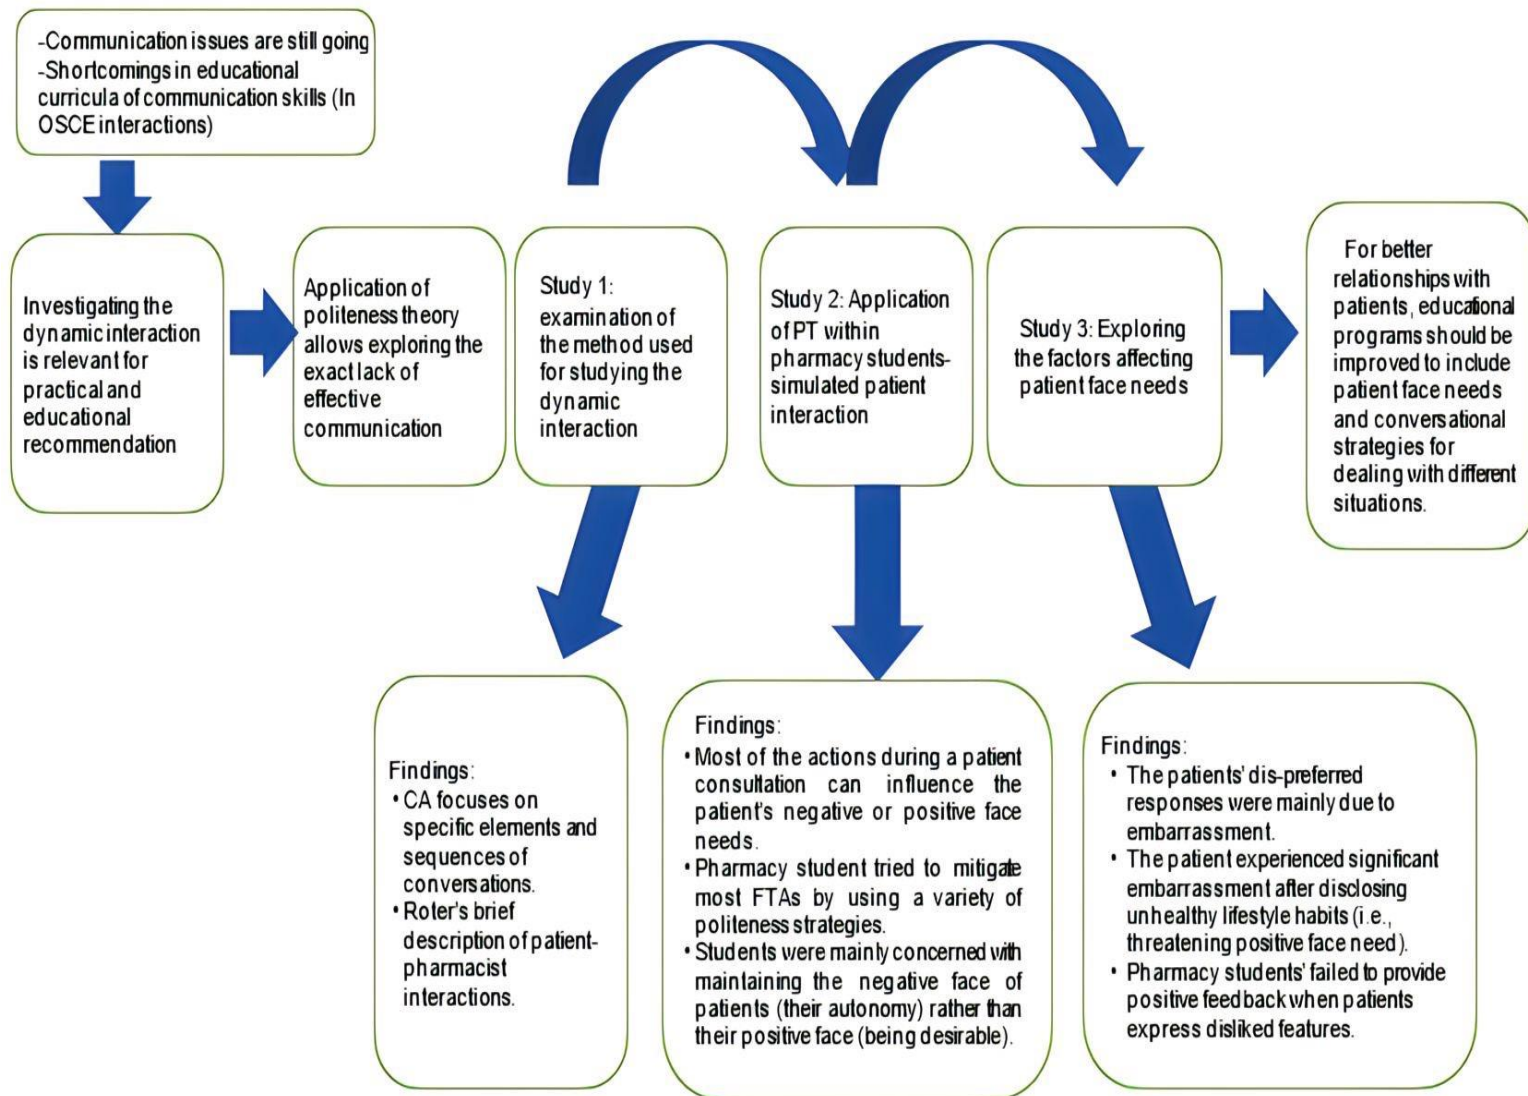 -Communication issues are still going
-Shortcomings in educational
curricula of communication skills (In
OSCE interactions)
Investigating the
dynamic interaction
is relevant for
practical and
educational
recommendation
Application of
politeness theory
allows exploring the
exact lack of
effective
communication
Study 1:
examination of
the method used
for studying the
dynamic
interaction
Study 2: Application
of PT within
pharmacy students-
simulated patient
interaction
Study 3: Exploring
the factors affecting
patient face needs
For better
relationships with
patients, educational
programs should be
improved to include
patient face needs
and conversational
strategies for
dealing with different
situations.
Findings:
• CA focuses on
specific elements and
sequences of
conversations.
• Roter's brief
description of patient-
pharmacist
interactions.
Findings:
• Most of the actions during a patient
consultation can influence the
patient's negative or positive face
needs.
• Pharmacy student tried to mitigate
most FTAs by using a variety of
politeness strategies.
• Students were mainly concerned with
maintaining the negative face of
patients (their autonomy) rather than
their positive face (being desirable).
Findings:
• The patients' dis-preferred
responses were mainly due to
embarrassment.
• The patient experienced significant
embarrassment after disclosing
unhealthy lifestyle habits (i.e.,
threatening positive face need).
• Pharmacy students' failed to provide
positive feedback when patients
express disliked features.